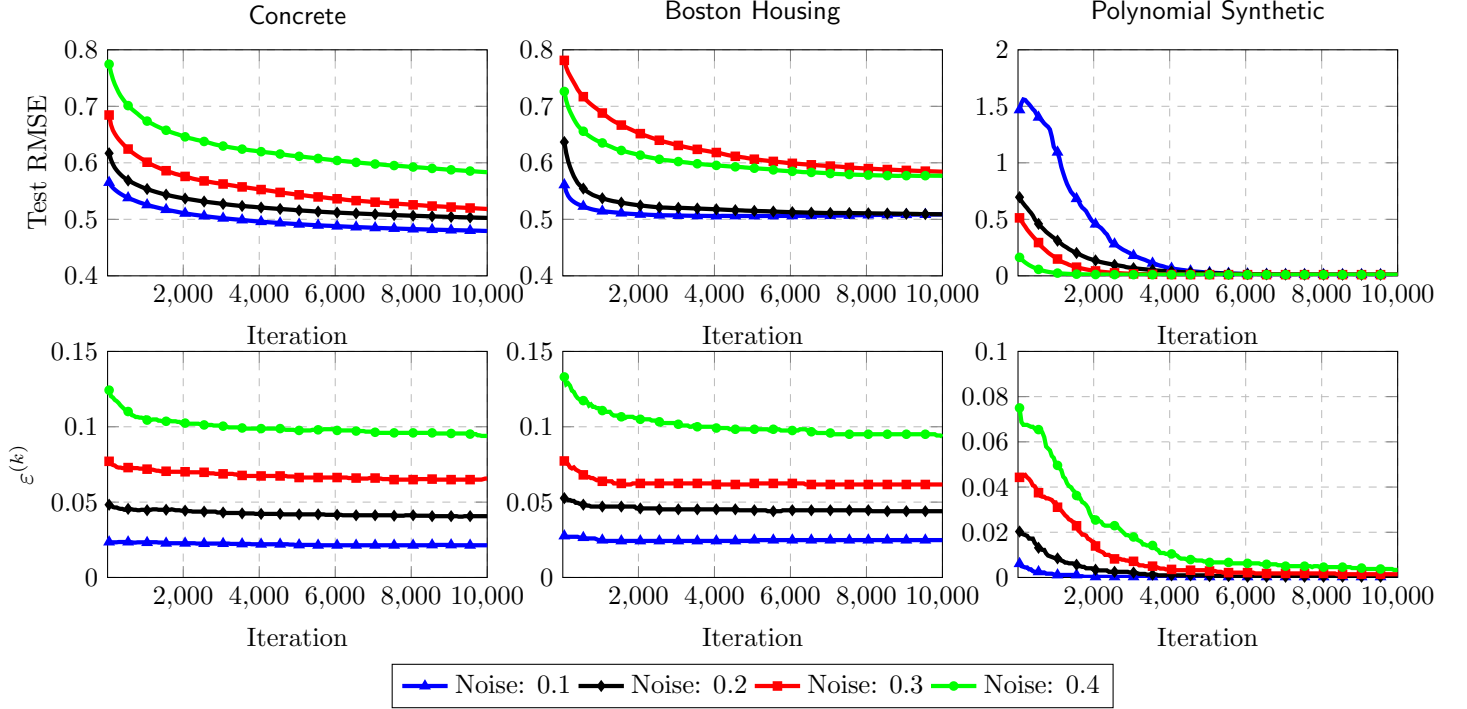 Concrete
Boston Housing
Polynomial Synthetic
Test RMSE
0.8
0.7
0.6
0.5
0.4
2,000 4,000 6,000 8,000 10,000
Iteration
0.8
0.7
0.6
0.5
0.4
2,000 4,000 6,000 8,000 10,000
Iteration
2
1.5
1
0.5
0
2,000 4,000 6,000 8,000 10,000
Iteration
ε(k)
0.15
0.1
0.05
0
2,000 4,000 6,000 8,000 10,000
Iteration
0.15
0.1
0.05
0
2,000 4,000 6,000 8,000 10,000
Iteration
0.1
0.08
0.06
0.04
0.02
0
2,000 4,000 6,000 8,000 10,000
Iteration
Noise: 0.1 Noise: 0.2 Noise: 0.3 Noise: 0.4